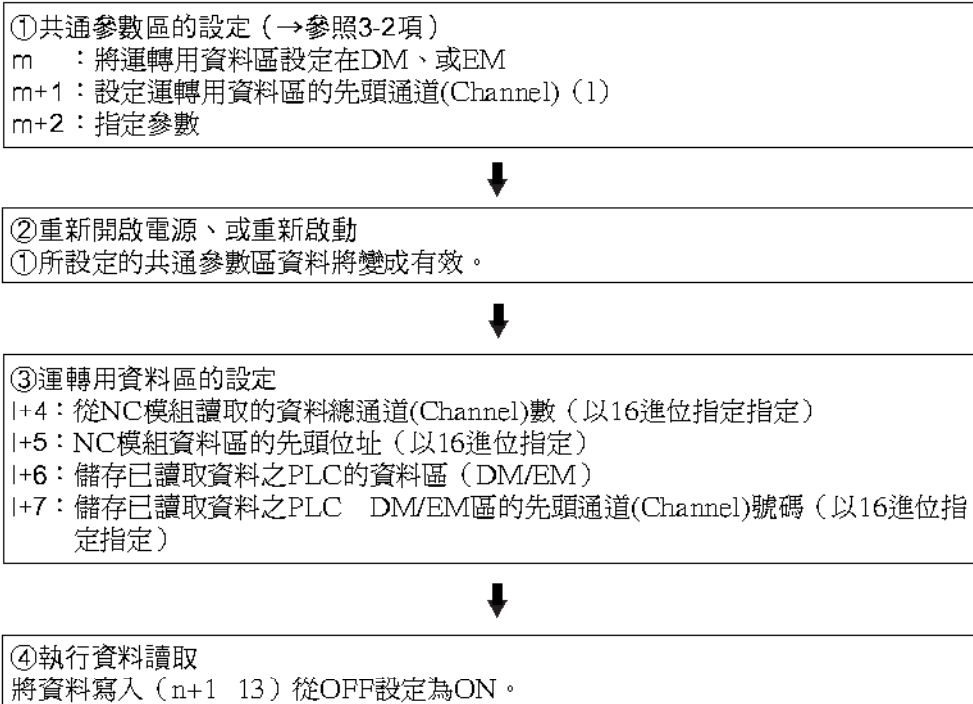 ①共通參數區的設定（→參照3-2項）
m　：將運轉用資料區設定在DM、或EM
m+1：設定運轉用資料區的先頭通道(Channel)（l）
m+2：指定參數
②重新開啟電源、或重新啟動
①所設定的共通參數區資料將變成有效。
③運轉用資料區的設定
l+4：從NC模組讀取的資料總通道(Channel)數（以16進位指定指定）
l+5：NC模組資料區的先頭位址（以16進位指定）
l+6：儲存已讀取資料之PLC的資料區（DM/EM）
l+7：儲存已讀取資料之PLC　DM/EM區的先頭通道(Channel)號碼（以16進位指
定指定）
④執行資料讀取
將資料寫入（n+1 13）從OFF設定為ON。